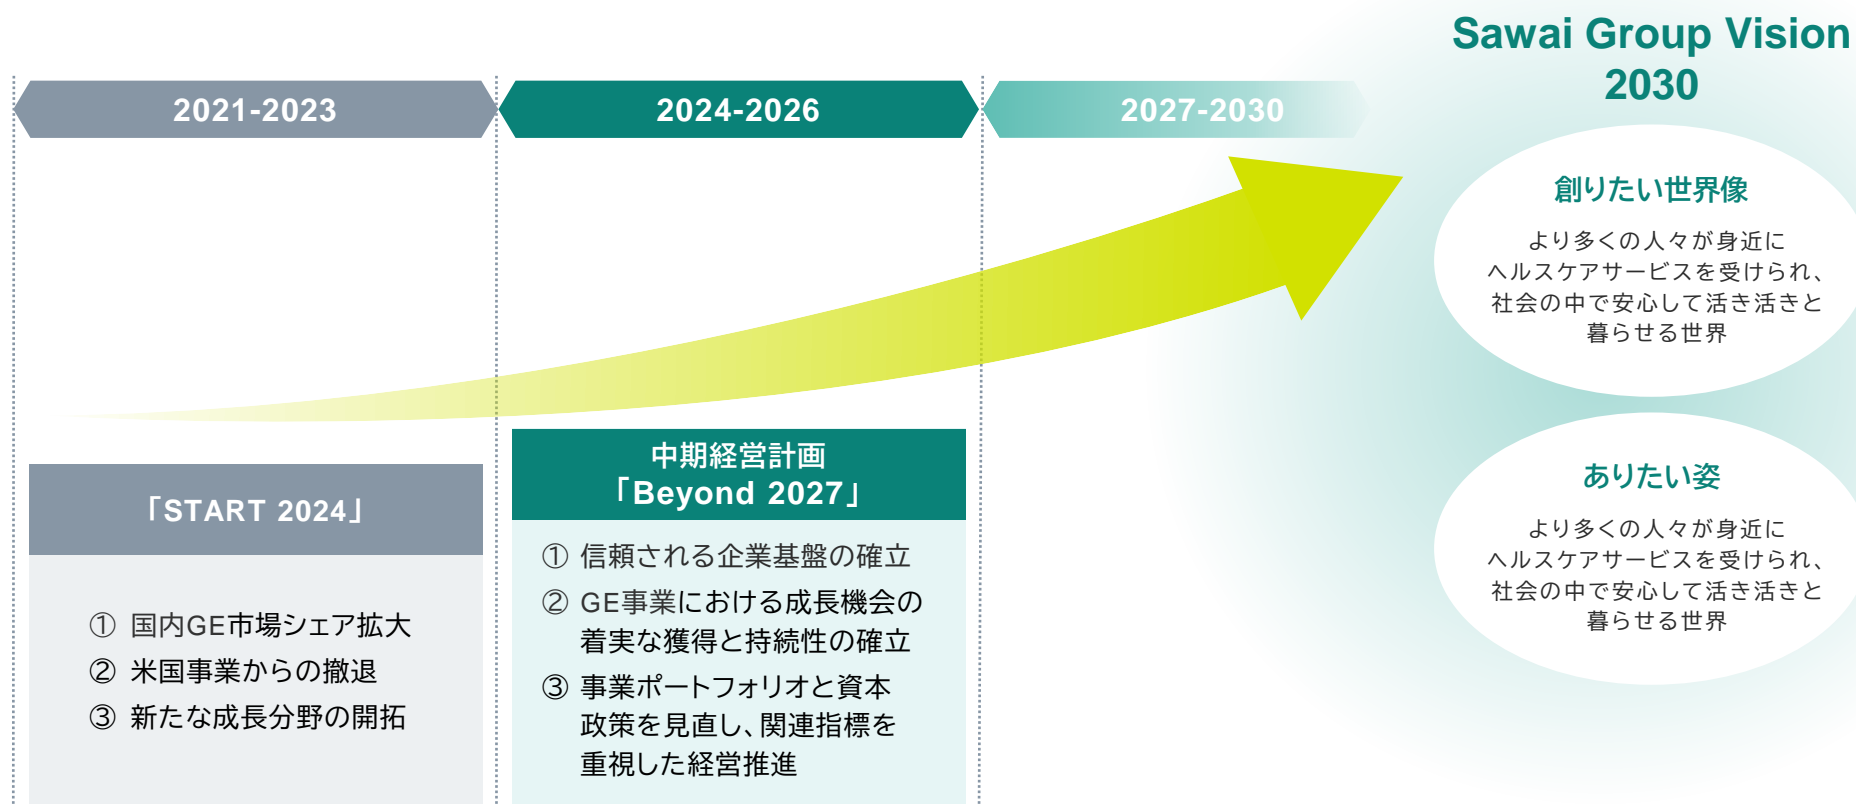 Sawai Group Vision
2030
2021-2023
2024-2026
2027-2030
創りたい世界像
より多くの人々が身近に
ヘルスケアサービスを受けられ、
社会の中で安心して活き活きと
暮らせる世界
ありたい姿
より多くの人々が身近に
ヘルスケアサービスを受けられ、
社会の中で安心して活き活きと
暮らせる世界
「START 2024」
① 国内GE市場シェア拡大
② 米国事業からの撤退
③ 新たな成長分野の開拓
中期経営計画
「Beyond 2027」
① 信頼される企業基盤の確立
② GE事業における成長機会の
着実な獲得と持続性の確立
③ 事業ポートフォリオと資本
政策を見直し、関連指標を
重視した経営推進